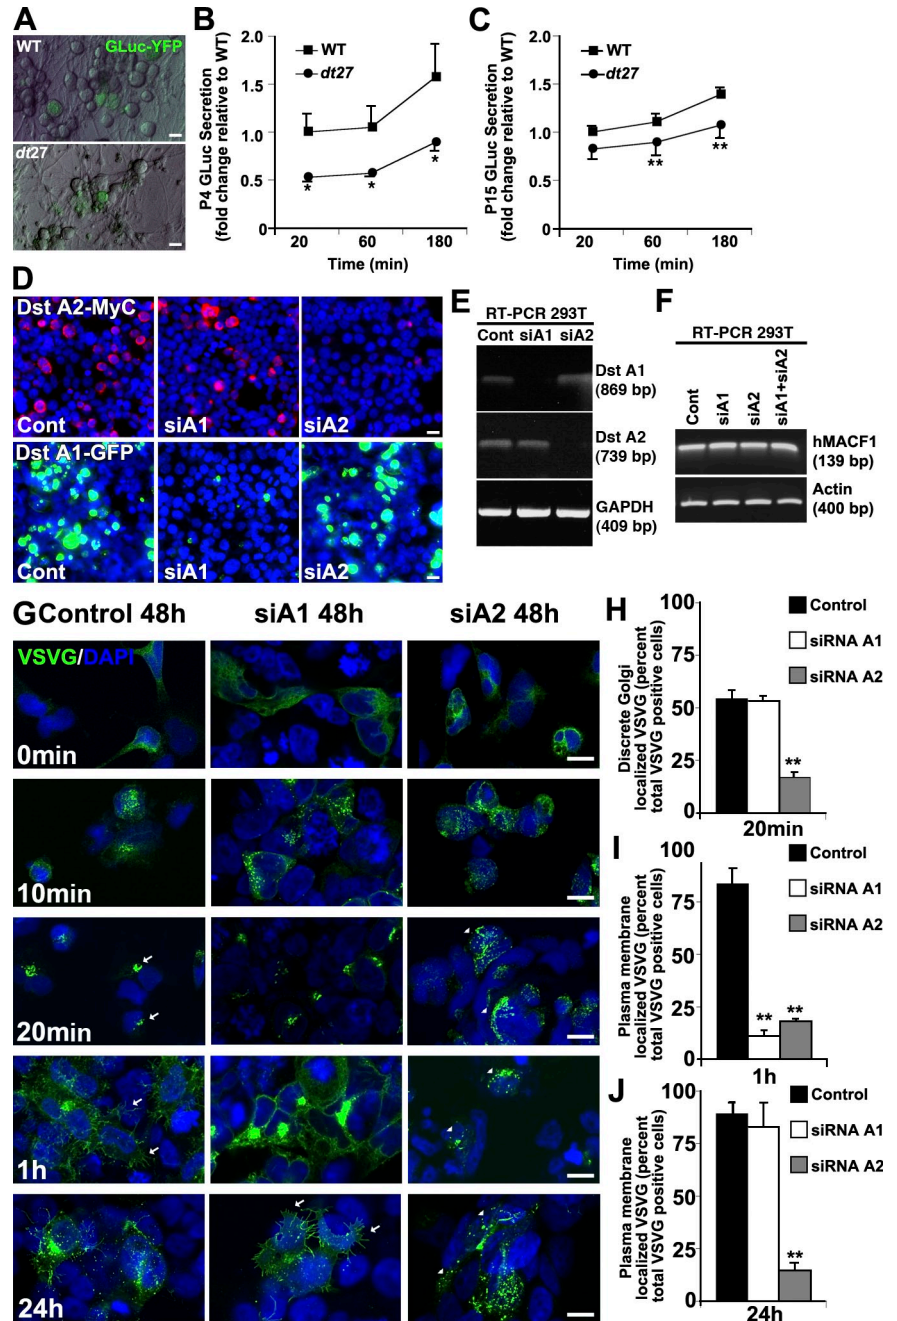 A
WT
GLuc-YFP
dt27
B
P4 GLuc Secretion
(fold change relative to WT)
2.0
1.5
1.0
0.5
0
WT
dt27
*
*
*
20 60 180
Time (min)
C
P15 GLuc Secretion
(fold change relative to WT)
2.0
1.5
1.0
0.5
0
WT
dt27
**
**
20 60 180
Time (min)
D
Dst A2-MyC
Cont
siA1
siA2
Dst A1-GFP
Cont
siA1
siA2
E
RT-PCR 293T
Cont siA1 siA2
Dst A1
(869 bp)
Dst A2
(739 bp)
GAPDH
(409 bp)
F
RT-PCR 293T
Cont
siA1
siA2
siA1+siA2
hMACF1
(139 bp)
Actin
(400 bp)
G Control 48h
siA1 48h
siA2 48h
VSVG/DAPI
0min
10min
20min
1h
24h
H
Discrete Golgi
localized VSVG (percent
total VSVG positive cells)
100
75
50
25
0
Control
siRNA A1
siRNA A2
**
20min
I
Plasma membrane
localized VSVG (percent
total VSVG positive cells)
100
75
50
25
0
Control
siRNA A1
siRNA A2
**
**
1h
J
Plasma membrane
localized VSVG (percent
total VSVG positive cells)
100
75
50
25
0
Control
siRNA A1
siRNA A2
**
24h